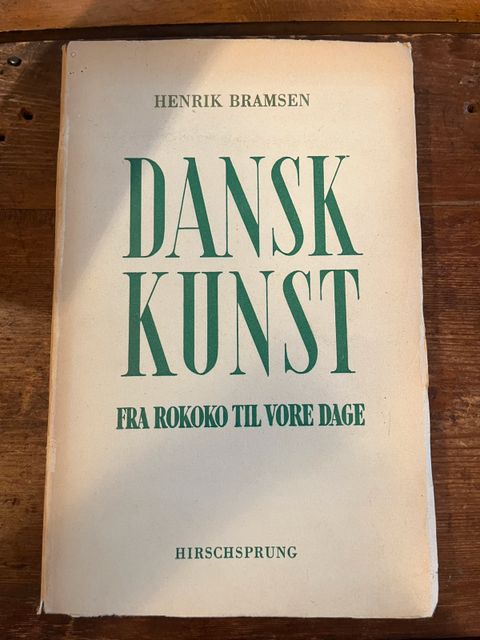 HENRIK BRAMSEN
DANSK
KUNST
FRA ROKOKO TIL VORE DAGE
HIRSCHSPRUNG